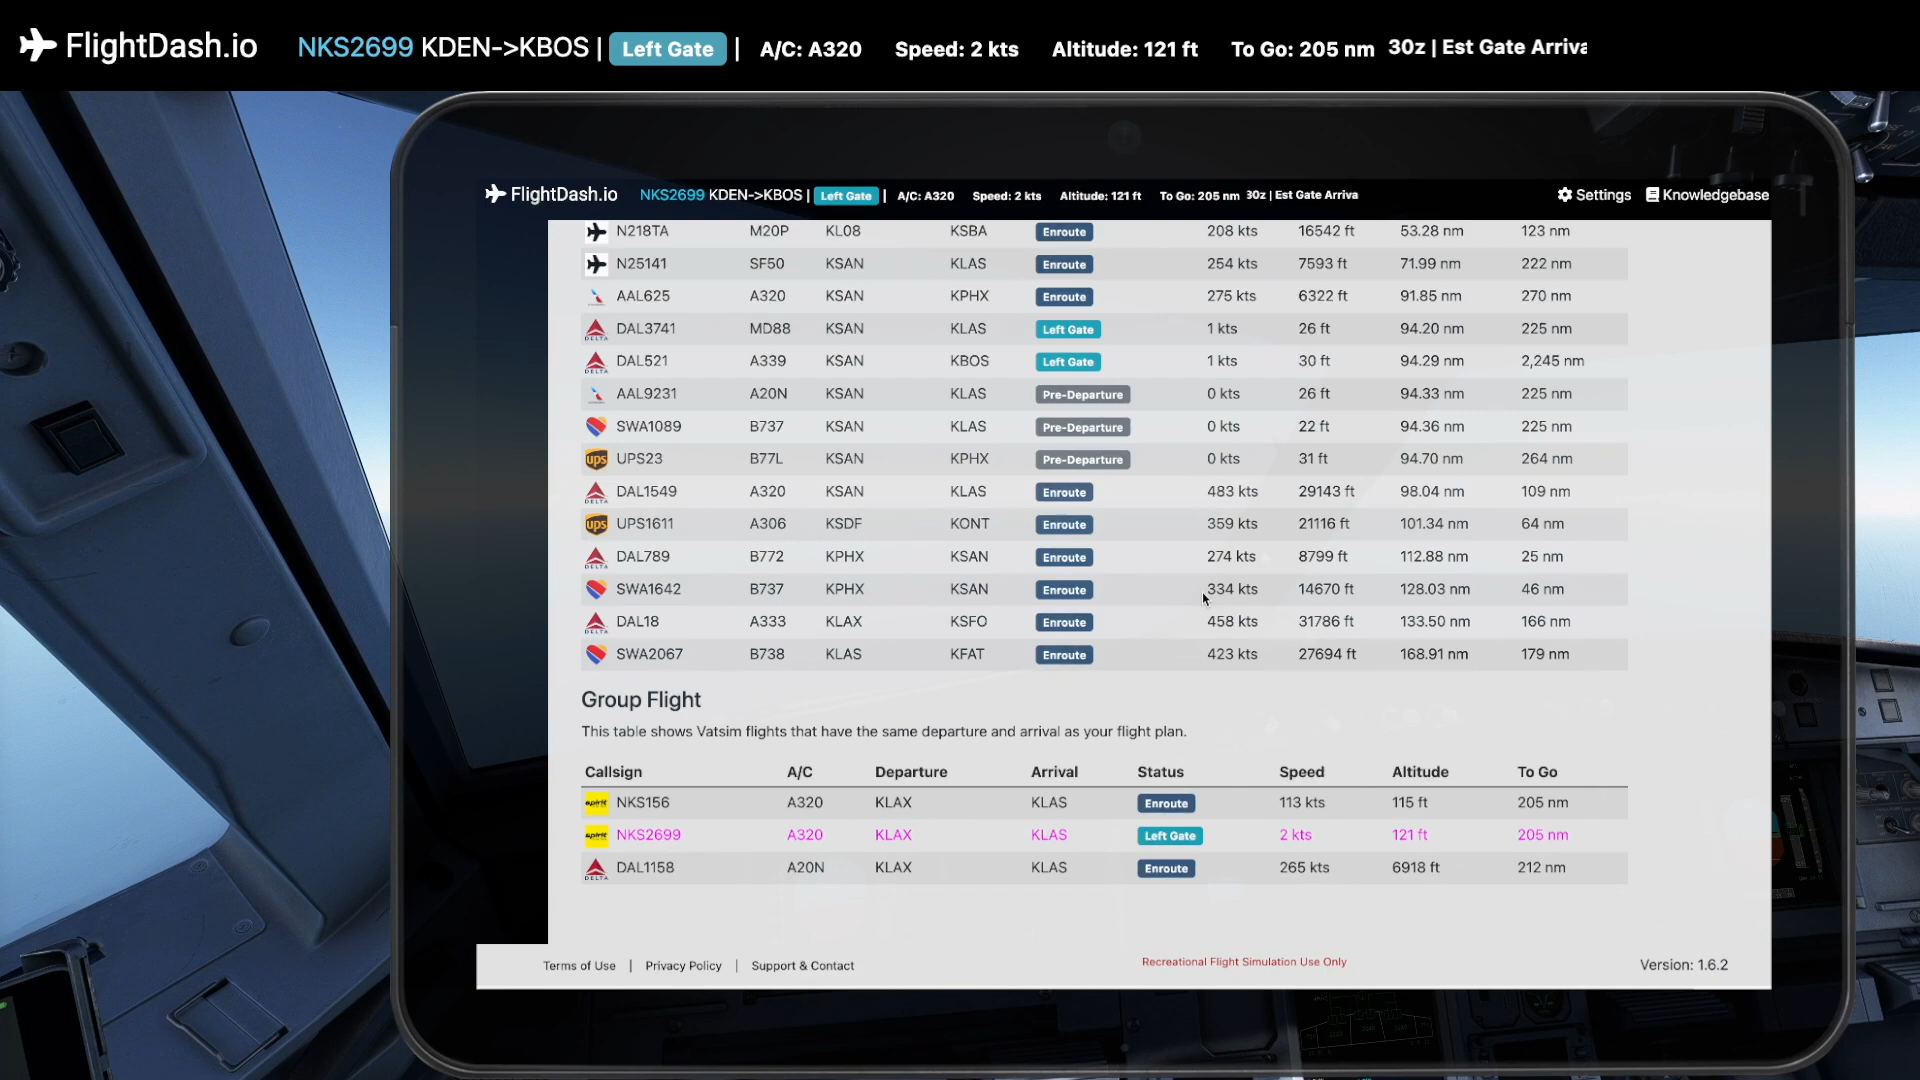 FlightDash.io NKS2699 KDEN->KBOS | Left Gate | A/C: A320 Speed: 2 kts Altitude: 121 ft To Go: 205 nm 30z | Est Gate Arriva
FlightDash.io NKS2699 KDEN->KBOS | Left Gate | A/C: A320 Speed: 2 kts Altitude: 121 ft To Go: 205 nm 30z | Est Gate Arriva Settings Knowledgebase
N218TA M20P KL08 KSBA Enroute 208 kts 16542 ft 53.28 nm 123 nm
N25141 SF50 KSAN KLAS Enroute 254 kts 7593 ft 71.99 nm 222 nm
AAL625 A320 KSAN KPHX Enroute 275 kts 6322 ft 91.85 nm 270 nm
DELTA DAL3741 MD88 KSAN KLAS Left Gate 1 kts 26 ft 94.20 nm 225 nm
DELTA DAL521 A339 KSAN KBOS Left Gate 1 kts 30 ft 94.29 nm 2,245 nm
AAL9231 A20N KSAN KLAS Pre-Departure 0 kts 26 ft 94.33 nm 225 nm
SWA1089 B737 KSAN KLAS Pre-Departure 0 kts 22 ft 94.36 nm 225 nm
ups UPS23 B77L KSAN KPHX Pre-Departure 0 kts 31 ft 94.70 nm 264 nm
DELTA DAL1549 A320 KSAN KLAS Enroute 483 kts 29143 ft 98.04 nm 109 nm
ups UPS1611 A306 KSDF KONT Enroute 359 kts 21116 ft 101.34 nm 64 nm
DELTA DAL789 B772 KPHX KSAN Enroute 274 kts 8799 ft 112.88 nm 25 nm
SWA1642 B737 KPHX KSAN Enroute 334 kts 14670 ft 128.03 nm 46 nm
DELTA DAL18 A333 KLAX KSFO Enroute 458 kts 31786 ft 133.50 nm 166 nm
SWA2067 B738 KLAS KFAT Enroute 423 kts 27694 ft 168.91 nm 179 nm
Group Flight
This table shows Vatsim flights that have the same departure and arrival as your flight plan.
Callsign A/C Departure Arrival Status Speed Altitude To Go
spirit NKS156 A320 KLAX KLAS Enroute 113 kts 115 ft 205 nm
spirit NKS2699 A320 KLAX KLAS Left Gate 2 kts 121 ft 205 nm
DELTA DAL1158 A20N KLAX KLAS Enroute 265 kts 6918 ft 212 nm
Terms of Use | Privacy Policy | Support & Contact Recreational Flight Simulation Use Only Version: 1.6.2